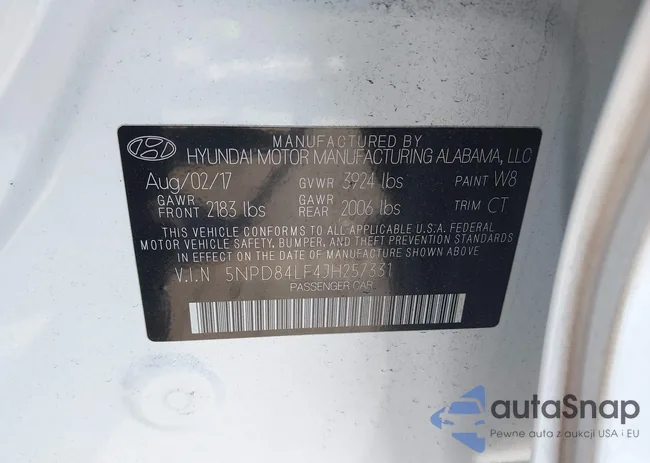 MANUFACTURED BY
HYUNDAI MOTOR MANUFACTURING ALABAMA, LLC
Aug/02/17 GVWR 3924 lbs PAINT W8
GAWR FRONT 2183 lbs GAWR REAR 2006 lbs TRIM CT
THIS VEHICLE CONFORMS TO ALL APPLICABLE U.S.A. FEDERAL
MOTOR VEHICLE SAFETY, BUMPER, AND THEFT PREVENTION STANDARDS
IN EFFECT ON THE DATE OF MANUFACTURE SHOWN ABOVE
V.I.N 5NPD84LF4JH257331
PASSENGER CAR
autaSnap
Pewne auta z aukcji USA i EU